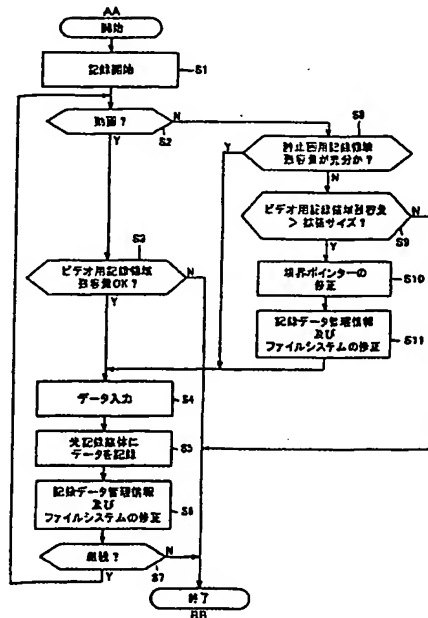 AA
開始
記録開始
S1
動画？
N
S2
Y
S8
静止画用記録領域
残容量が充分か？
Y
N
ビデオ用記録領域残容量
＞拡張サイズ？
N
S9
Y
境界ポインターの
修正
S10
記録データ管理情報
及び
ファイルシステムの修正
S11
S3
ビデオ用記録領域
残容量OK？
N
Y
データ入力
S4
光記録媒体に
データを記録
S5
記録データ管理情報
及び
ファイルシステムの修正
S6
継続？
N
S7
Y
終了
BB